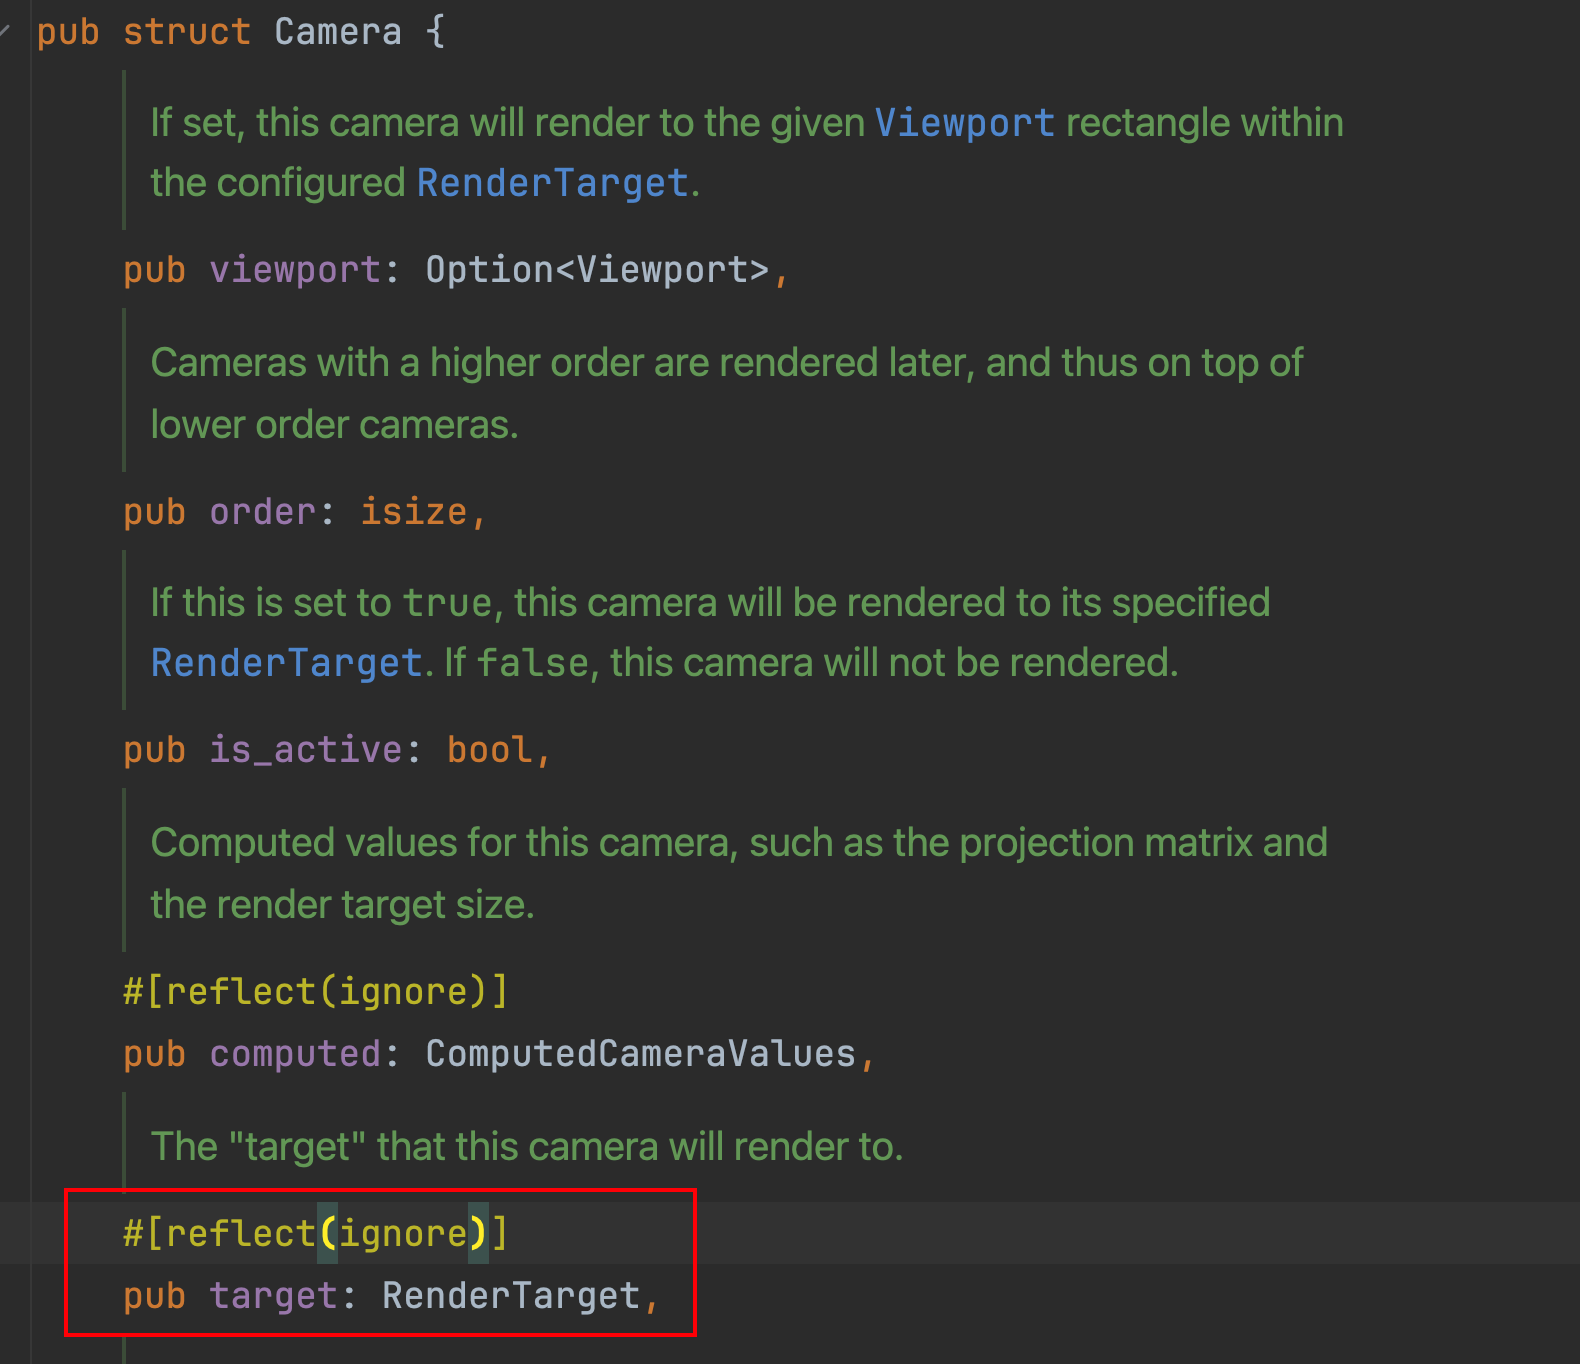 pub struct Camera {
If set, this camera will render to the given Viewport rectangle within
the configured RenderTarget.
pub viewport: Option<Viewport>,
Cameras with a higher order are rendered later, and thus on top of
lower order cameras.
pub order: isize,
If this is set to true, this camera will be rendered to its specified
RenderTarget. If false, this camera will not be rendered.
pub is_active: bool,
Computed values for this camera, such as the projection matrix and
the render target size.
#[reflect(ignore)]
pub computed: ComputedCameraValues,
The "target" that this camera will render to.
#[reflect(ignore)]
pub target: RenderTarget,